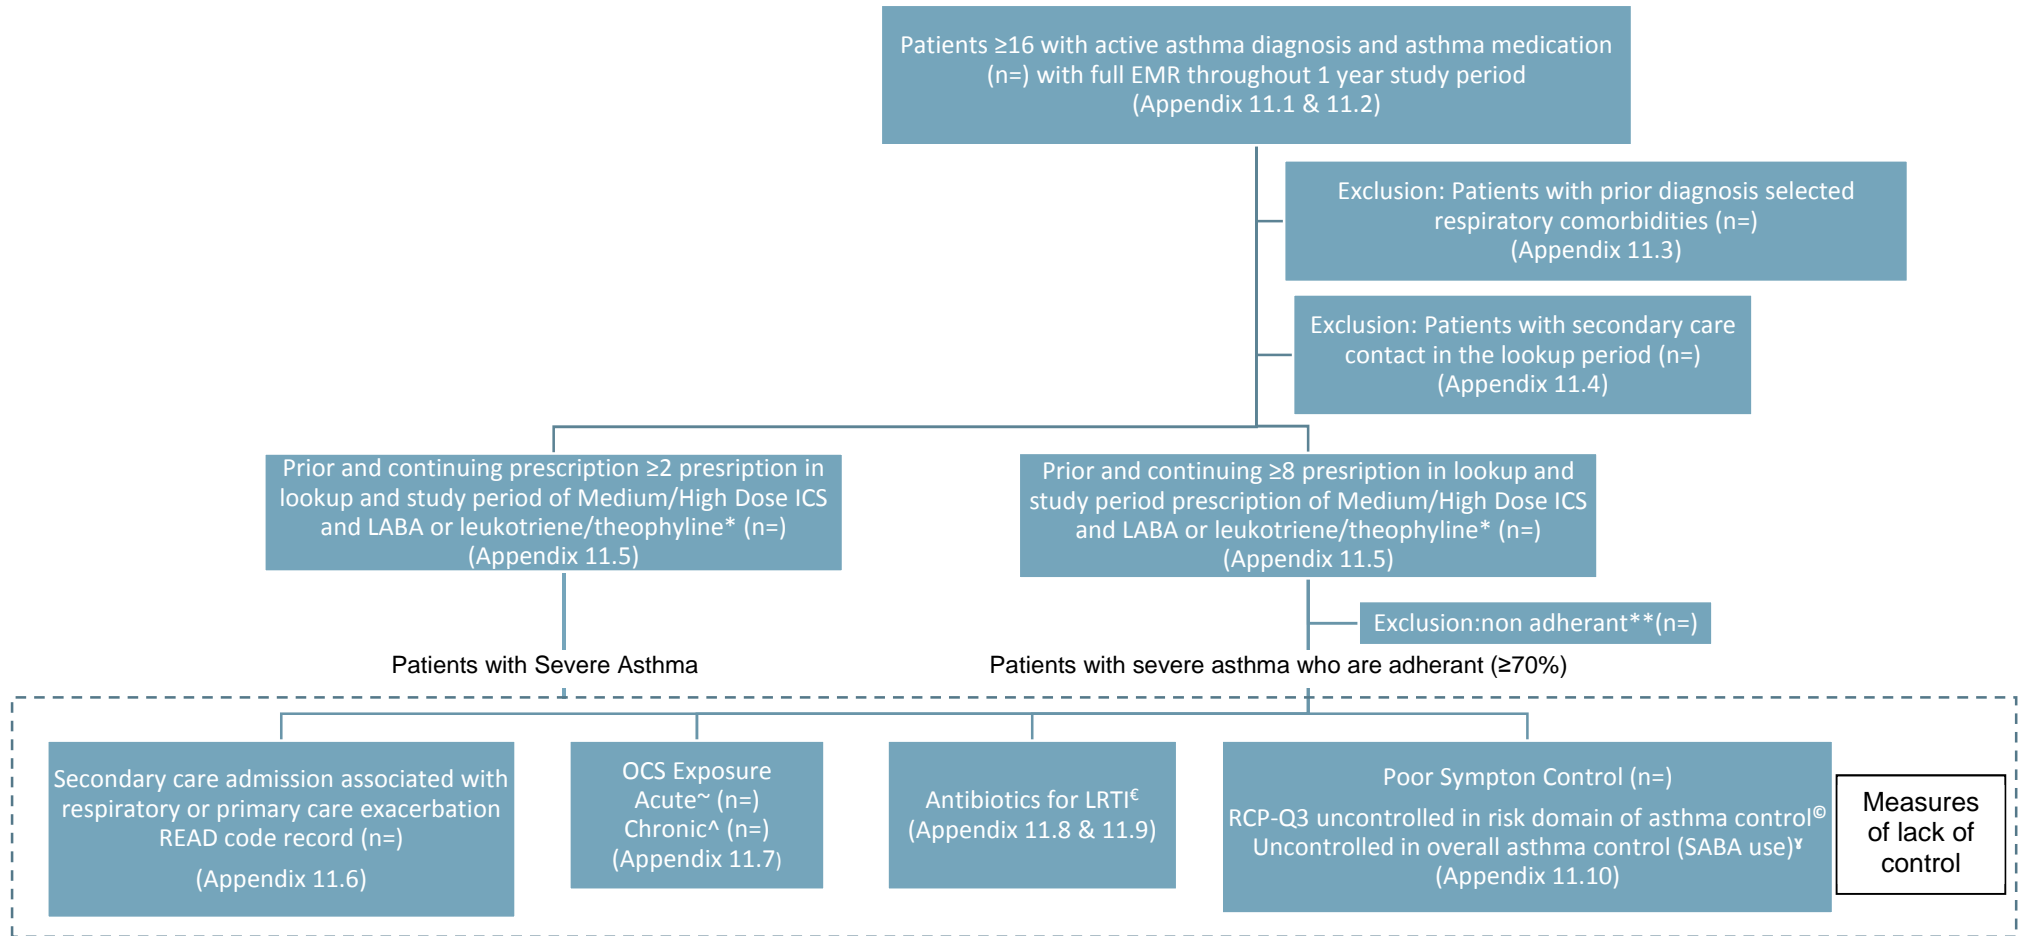 Patients ≥16 with active asthma diagnosis and asthma medication
(n=) with full EMR throughout 1 year study period
(Appendix 11.1 & 11.2)
Exclusion: Patients with prior diagnosis selected
respiratory comorbidities (n=)
(Appendix 11.3)
Exclusion: Patients with secondary care
contact in the lookup period (n=)
(Appendix 11.4)
Prior and continuing prescription ≥2 presription in
lookup and study period of Medium/High Dose ICS
and LABA or leukotriene/theophyline* (n=)
(Appendix 11.5)
Prior and continuing ≥8 presription in lookup and
study period prescription of Medium/High Dose ICS
and LABA or leukotriene/theophyline* (n=)
(Appendix 11.5)
Exclusion:non adherant**(n=)
Patients with Severe Asthma
Patients with severe asthma who are adherant (≥70%)
Secondary care admission associated with
respiratory or primary care exacerbation
READ code record (n=)
(Appendix 11.6)
OCS Exposure
Acute~ (n=)
Chronic^ (n=)
(Appendix 11.7)
Antibiotics for LRTI€
(Appendix 11.8 & 11.9)
Poor Sympton Control (n=)
RCP-Q3 uncontrolled in risk domain of asthma control©
Uncontrolled in overall asthma control (SABA use)ɤ
(Appendix 11.10)
Measures
of lack of
control